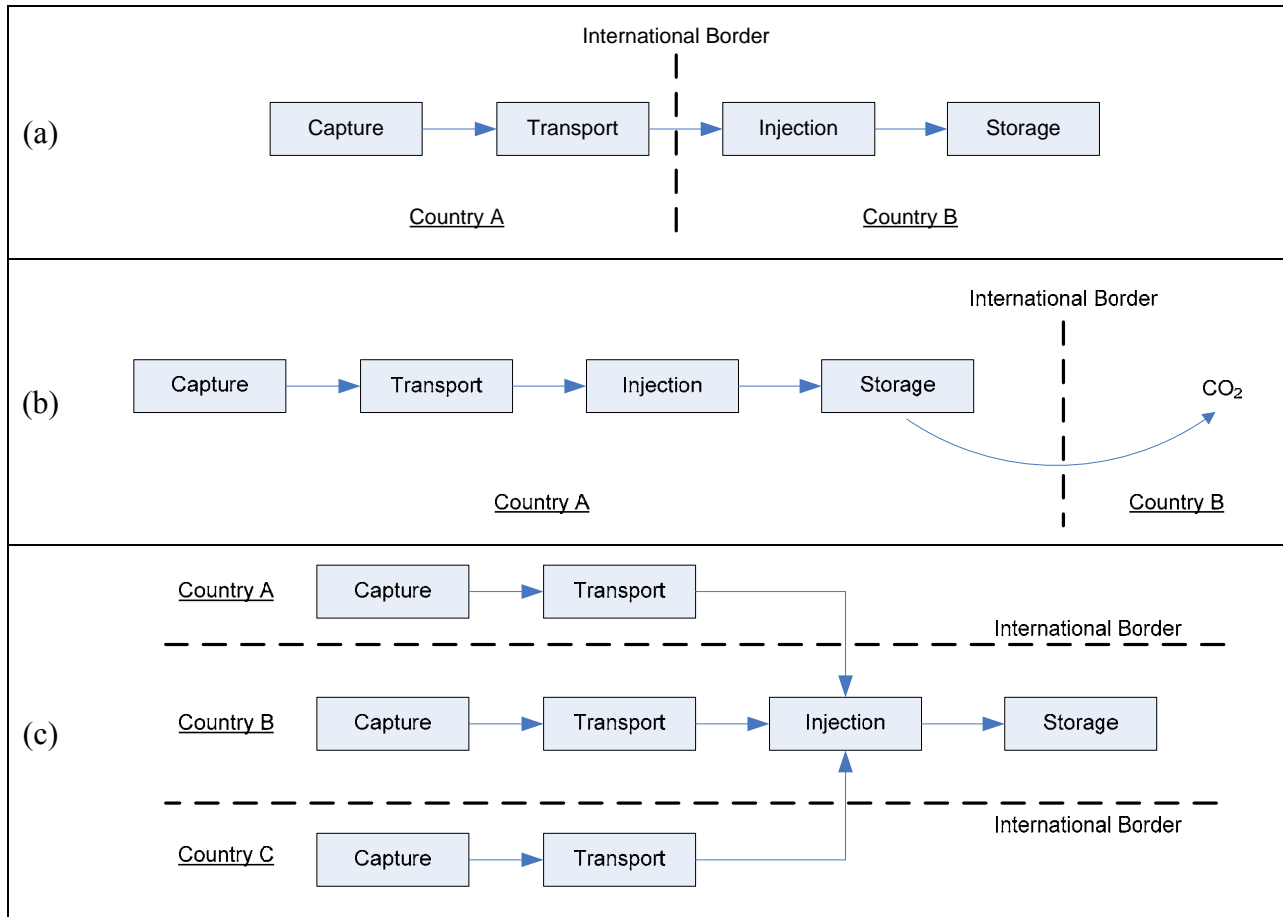 International Border
(a)
Capture
Transport
Injection
Storage
Country A
Country B
International Border
(b)
Capture
Transport
Injection
Storage
CO₂
Country A
Country B
(c)
Country A
Capture
Transport
International Border
Country B
Capture
Transport
Injection
Storage
International Border
Country C
Capture
Transport